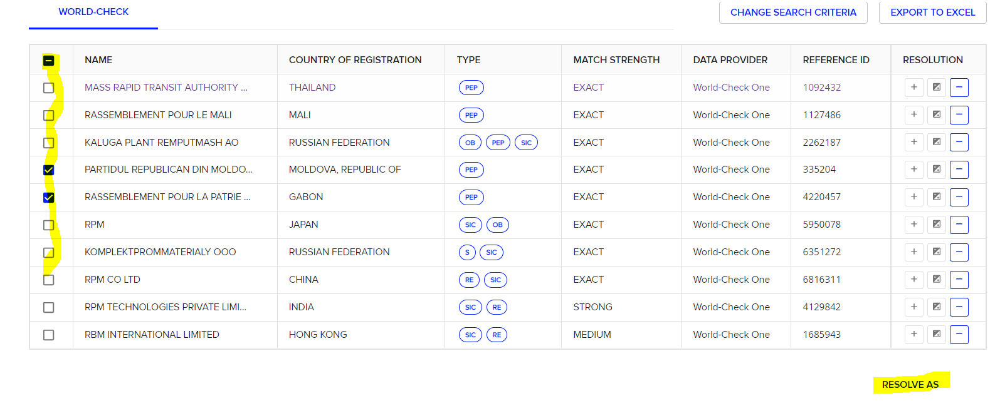 WORLD-CHECK CHANGE SEARCH CRITERIA EXPORT TO EXCEL
NAME COUNTRY OF REGISTRATION TYPE MATCH STRENGTH DATA PROVIDER REFERENCE ID RESOLUTION
MASS RAPID TRANSIT AUTHORITY ... THAILAND PEP EXACT World-Check One 1092432
RASSEMBLEMENT POUR LE MALI MALI PEP EXACT World-Check One 1127486
KALUGA PLANT REMPUTMASH AO RUSSIAN FEDERATION OB PEP SIC EXACT World-Check One 2262187
PARTIDUL REPUBLICAN DIN MOLDO... MOLDOVA, REPUBLIC OF PEP EXACT World-Check One 335204
RASSEMBLEMENT POUR LA PATRIE ... GABON PEP EXACT World-Check One 4220457
RPM JAPAN SIC OB EXACT World-Check One 5950078
KOMPLEKTPROMMATERIALY OOO RUSSIAN FEDERATION S SIC EXACT World-Check One 6351272
RPM CO LTD CHINA RE SIC EXACT World-Check One 6816311
RPM TECHNOLOGIES PRIVATE LIMI... INDIA SIC RE STRONG World-Check One 4129842
RBM INTERNATIONAL LIMITED HONG KONG SIC RE MEDIUM World-Check One 1685943
RESOLVE AS